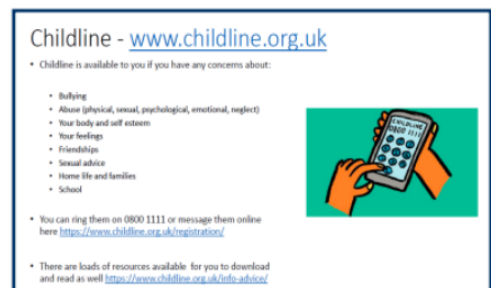 Childline - www.childline.org.uk
• Childline is available to you if you have any concerns about:
• Bullying
• Abuse (physical, sexual, psychological, emotional, neglect)
• Your body and self esteem
• Your feelings
• Friendships
• Sexual advice
• Home life and families
• School
CHILDLINE
0800 1111
• You can ring them on 0800 1111 or message them online
here https://www.childline.org.uk/registration/
• There are loads of resources available for you to download
and read as well https://www.childline.org.uk/info-advice/